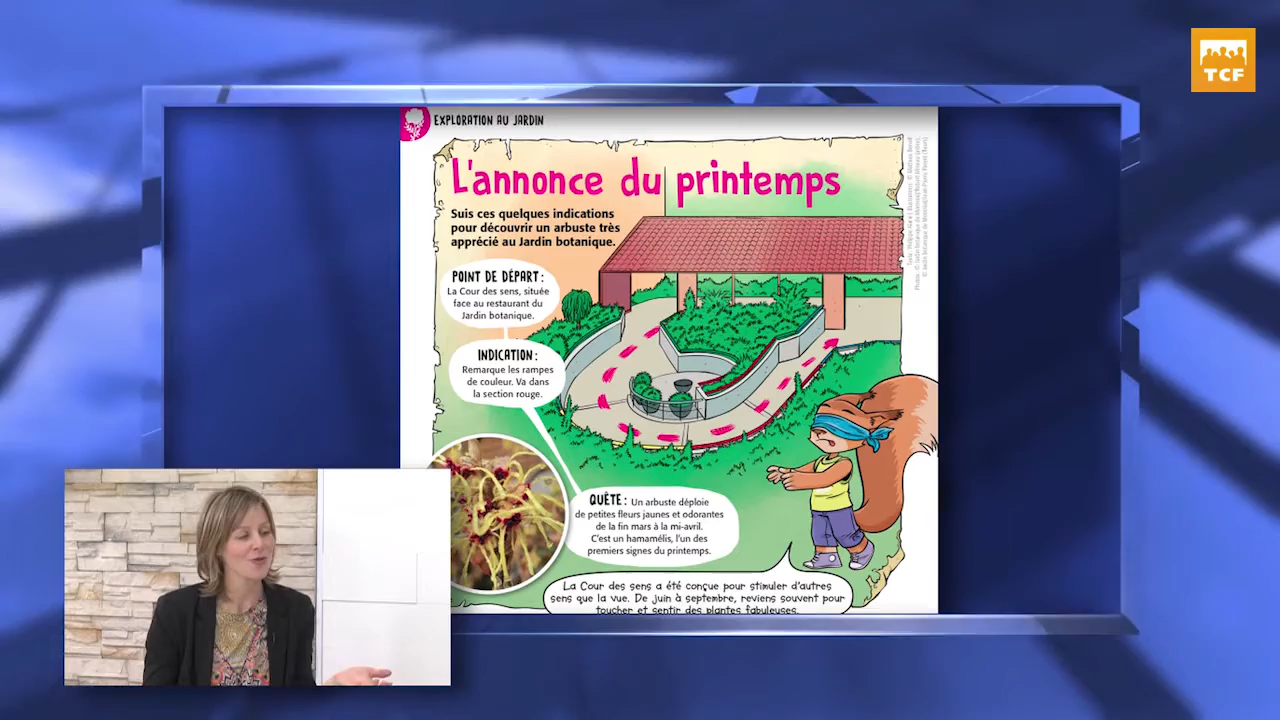 TCF
EXPLORATION AU JARDIN
L'annonce du printemps
Suis ces quelques indications
pour découvrir un arbuste très
apprécié au Jardin botanique.
POINT DE DÉPART :
La Cour des sens, située
face au restaurant du
Jardin botanique.
INDICATION :
Remarque les rampes
de couleur. Va dans
la section rouge.
QUÊTE : Un arbuste déploie
de petites fleurs jaunes et odorantes
de la fin mars à la mi-avril.
C'est un hamamélis, l'un des
premiers signes du printemps.
La Cour des sens a été conçue pour stimuler d'autres
sens que la vue. De juin à septembre, reviens souvent pour
toucher et sentir des plantes fabuleuses.